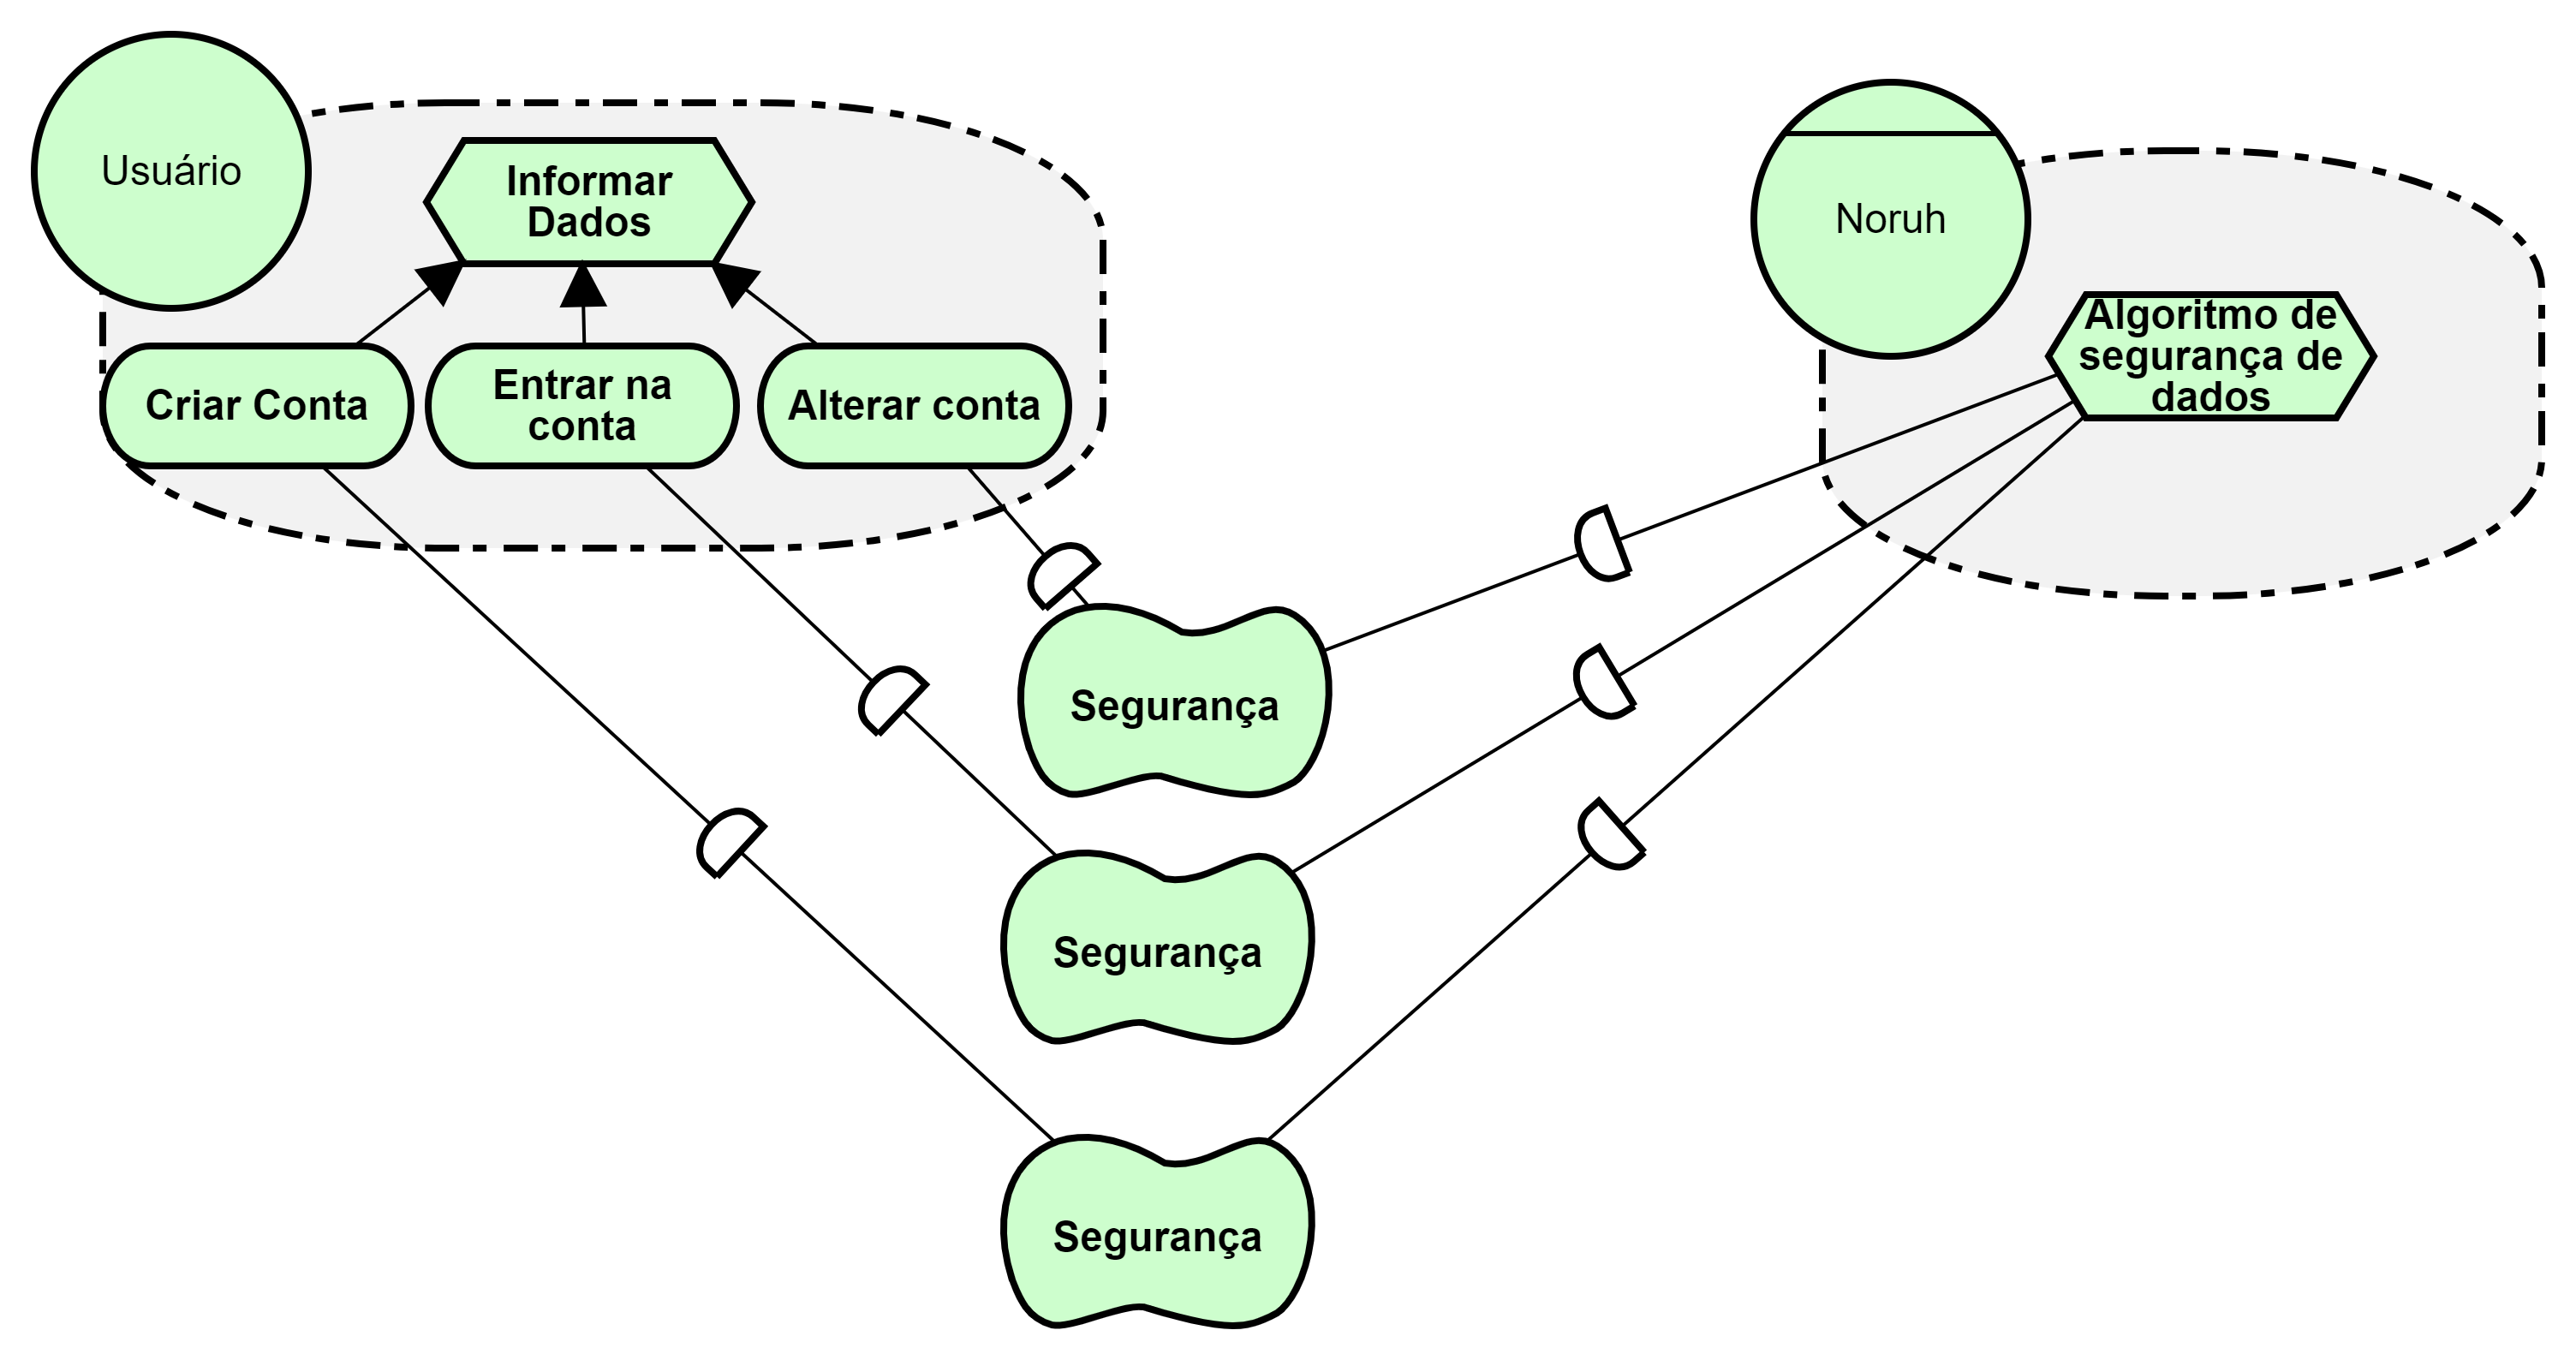 Usuário
Informar
Dados
Criar Conta
Entrar na
conta
Alterar conta
Noruh
Algoritmo de
segurança de
dados
Segurança
Segurança
Segurança